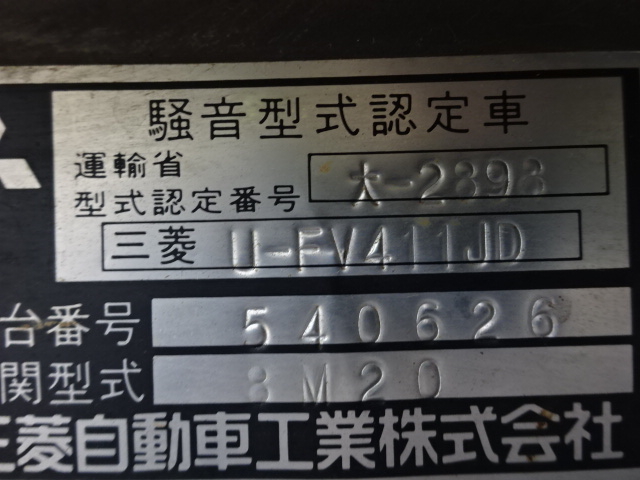 騒音型式認定車
運輸省
型式認定番号 大-2898
三菱 U-FV411JD
台番号 540626
関型式 8M20
三菱自動車工業株式会社